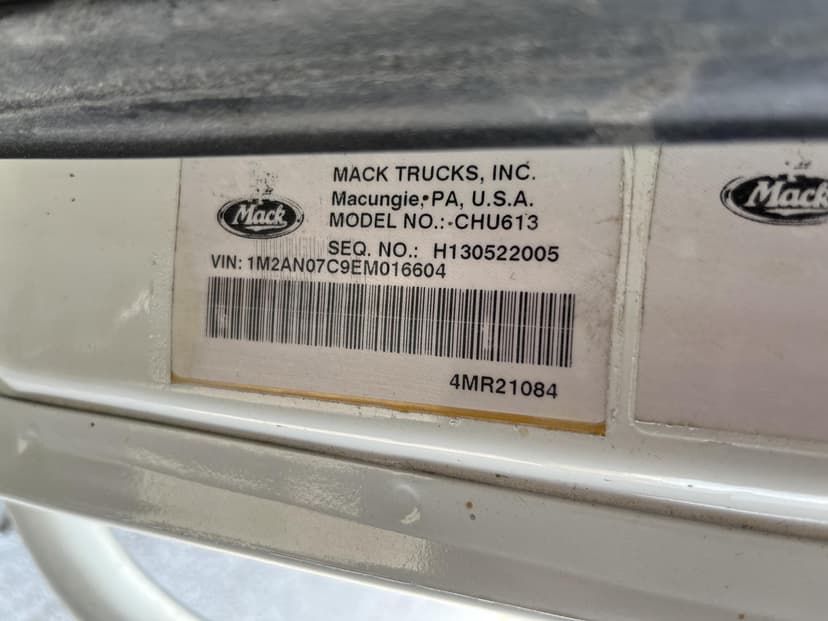 Mack
MACK TRUCKS, INC.
Macungie, PA, U.S.A.
MODEL NO.: CHU613
SEQ. NO.: H130522005
VIN: 1M2AN07C9EM016604
4MR21084
Mack